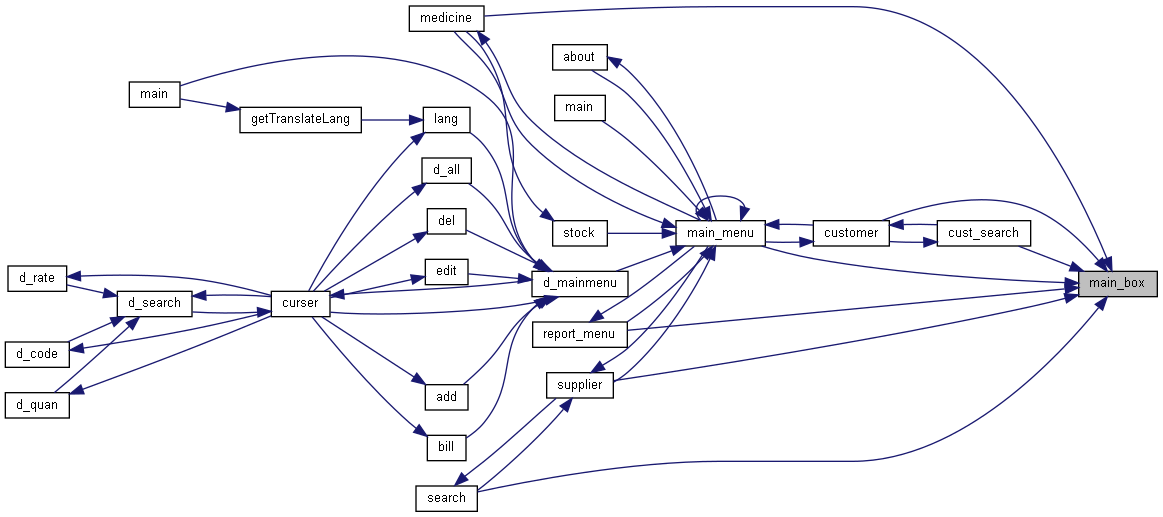 medicine
about
main
main
getTranslateLang
lang
d_all
del
stock
main_menu
customer
cust_search
edit
d_rate
d_search
curser
d_mainmenu
main_box
report_menu
d_code
supplier
d_quan
add
bill
search